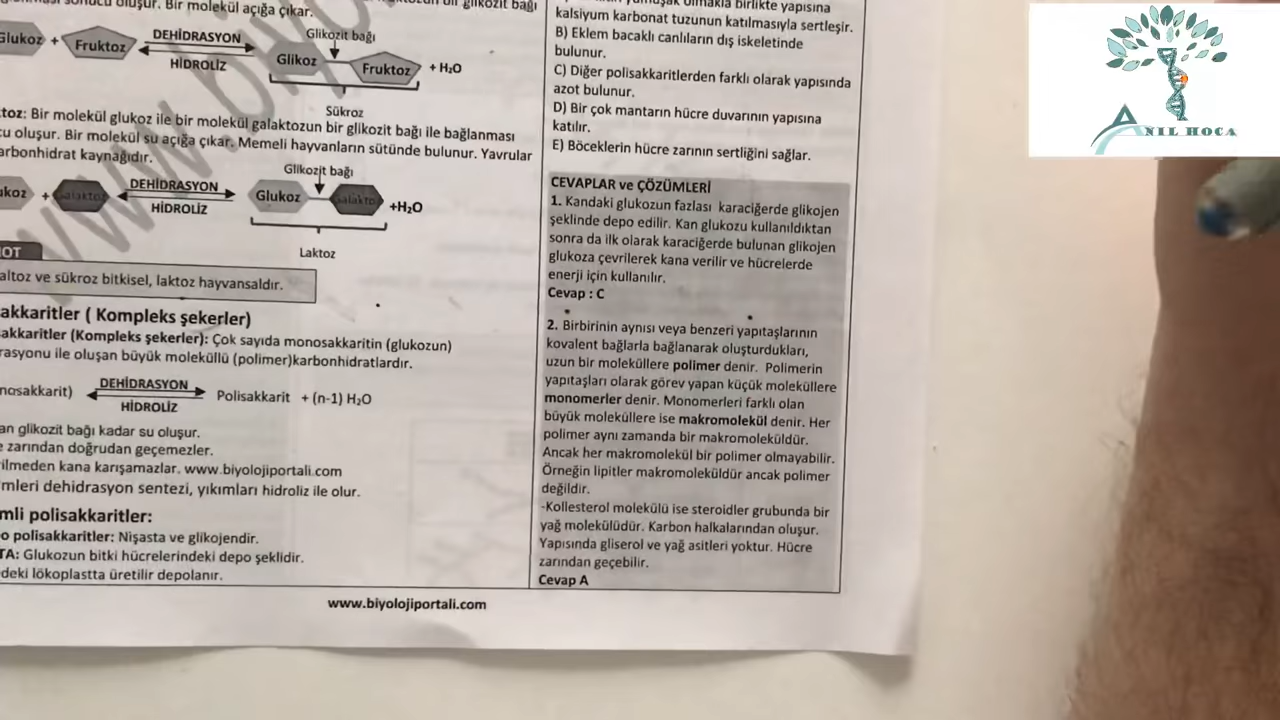 oluşur. Bir molekül açığa çıkar.
bir glikozit bağı
Glukoz + Fruktoz DEHİDRASYON HİDROLİZ Glikozit bağı Glikoz Fruktoz + H₂O
Sükroz
toz: Bir molekül glukoz ile bir molekül galaktozun bir glikozit bağı ile bağlanması
cu oluşur. Bir molekül su açığa çıkar. Memeli hayvanların sütünde bulunur. Yavrular
arbonhidrat kaynağıdır.
ukoz + Galaktoz DEHİDRASYON HİDROLİZ Glikozit bağı Glukoz Galaktoz +H₂O
Laktoz
OT
altoz ve sükroz bitkisel, laktoz hayvansaldır.
akkaritler ( Kompleks şekerler)
sakkaritler (Kompleks şekerler): Çok sayıda monosakkaritin (glukozun)
rasyonu ile oluşan büyük moleküllü (polimer)karbonhidratlardır.
nosakkarit) DEHİDRASYON HİDROLİZ Polisakkarit + (n-1) H₂O
an glikozit bağı kadar su oluşur.
e zarından doğrudan geçemezler.
rilmeden kana karışamazlar. www.biyolojiportali.com
mleri dehidrasyon sentezi, yıkımları hidroliz ile olur.
mli polisakkaritler:
o polisakkaritler: Nişasta ve glikojendir.
TA: Glukozun bitki hücrelerindeki depo şeklidir.
deki lökoplastta üretilir depolanır.
olmakla birlikte yapısına
kalsiyum karbonat tuzunun katılmasıyla sertleşir.
B) Eklem bacaklı canlıların dış iskeletinde
bulunur.
C) Diğer polisakkaritlerden farklı olarak yapısında
azot bulunur.
D) Bir çok mantarın hücre duvarının yapısına
katılır.
E) Böceklerin hücre zarının sertliğini sağlar.
CEVAPLAR ve ÇÖZÜMLERİ
1. Kandaki glukozun fazlası karaciğerde glikojen
şeklinde depo edilir. Kan glukozu kullanıldıktan
sonra da ilk olarak karaciğerde bulunan glikojen
glukoza çevrilerek kana verilir ve hücrelerde
enerji için kullanılır.
Cevap : C
2. Birbirinin aynısı veya benzeri yapıtaşlarının
kovalent bağlarla bağlanarak oluşturdukları,
uzun bir moleküllere polimer denir. Polimerin
yapıtaşları olarak görev yapan küçük moleküllere
monomerler denir. Monomerleri farklı olan
büyük moleküllere ise makromolekül denir. Her
polimer aynı zamanda bir makromoleküldür.
Ancak her makromolekül bir polimer olmayabilir.
Örneğin lipitler makromoleküldür ancak polimer
değildir.
-Kollesterol molekülü ise steroidler grubunda bir
yağ molekülüdür. Karbon halkalarından oluşur.
Yapısında gliserol ve yağ asitleri yoktur. Hücre
zarından geçebilir.
Cevap A
www.biyolojiportali.com
ANIL HOCA